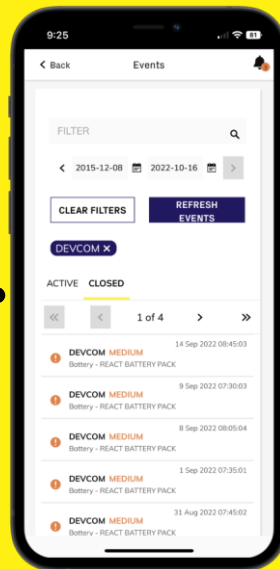 9:25
81
Back Events
FILTER
2015-12-08 2022-10-16
CLEAR FILTERS REFRESH EVENTS
DEVCOM ×
ACTIVE CLOSED
« < 1 of 4 > »
14 Sep 2022 08:45:03
DEVCOM MEDIUM
Battery - REACT BATTERY PACK
9 Sep 2022 07:30:03
DEVCOM MEDIUM
Battery - REACT BATTERY PACK
8 Sep 2022 08:05:04
DEVCOM MEDIUM
Battery - REACT BATTERY PACK
1 Sep 2022 07:35:01
DEVCOM MEDIUM
Battery - REACT BATTERY PACK
31 Aug 2022 07:45:02
DEVCOM MEDIUM
Battery - REACT BATTERY PACK